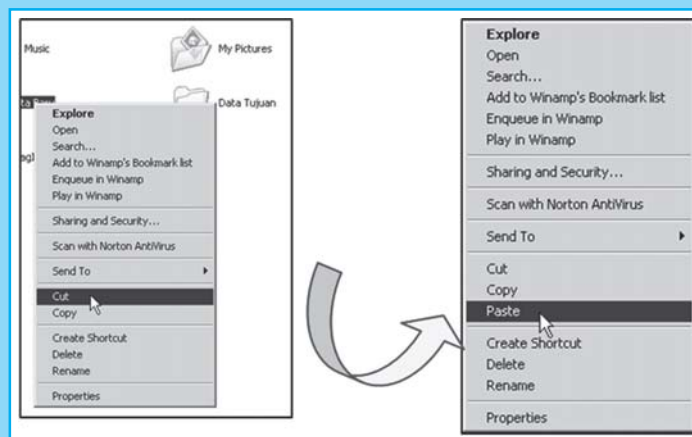 Music
My Pictures
Data Tujuan
Explore
Open
Search...
Add to Winamp's Bookmark list
Enqueue in Winamp
Play in Winamp
Sharing and Security...
Scan with Norton AntiVirus
Send To
Cut
Copy
Create Shortcut
Delete
Rename
Properties
Explore
Open
Search...
Add to Winamp's Bookmark list
Enqueue in Winamp
Play in Winamp
Sharing and Security...
Scan with Norton AntiVirus
Send To
Cut
Copy
Paste
Create Shortcut
Delete
Rename
Properties